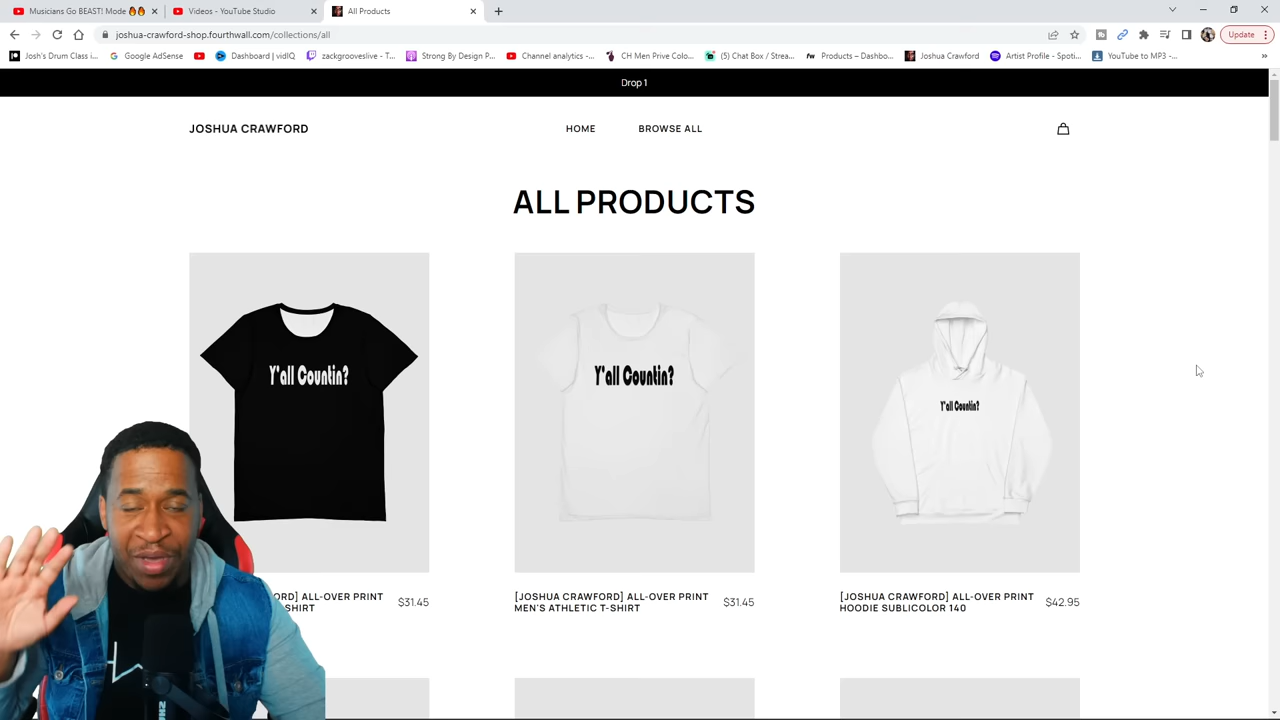 Musicians Go BEAST! Mode
Videos - YouTube Studio
All Products
joshua-crawford-shop.fourthwall.com/collections/all
Update
Josh's Drum Class i...
Google AdSense
Dashboard | vidIQ
zackgrooveslive - T...
Strong By Design P...
Channel analytics -...
CH Men Prive Colo...
(5) Chat Box / Strea...
Products – Dashbo...
Joshua Crawford
Artist Profile - Spoti...
YouTube to MP3 -...
Drop 1
JOSHUA CRAWFORD
HOME
BROWSE ALL
ALL PRODUCTS
Y'all Countin?
Y'all Countin?
Y'all Countin?
ORD] ALL-OVER PRINT
SHIRT
$31.45
[JOSHUA CRAWFORD] ALL-OVER PRINT
MEN'S ATHLETIC T-SHIRT
$31.45
[JOSHUA CRAWFORD] ALL-OVER PRINT
HOODIE SUBLICOLOR 140
$42.95